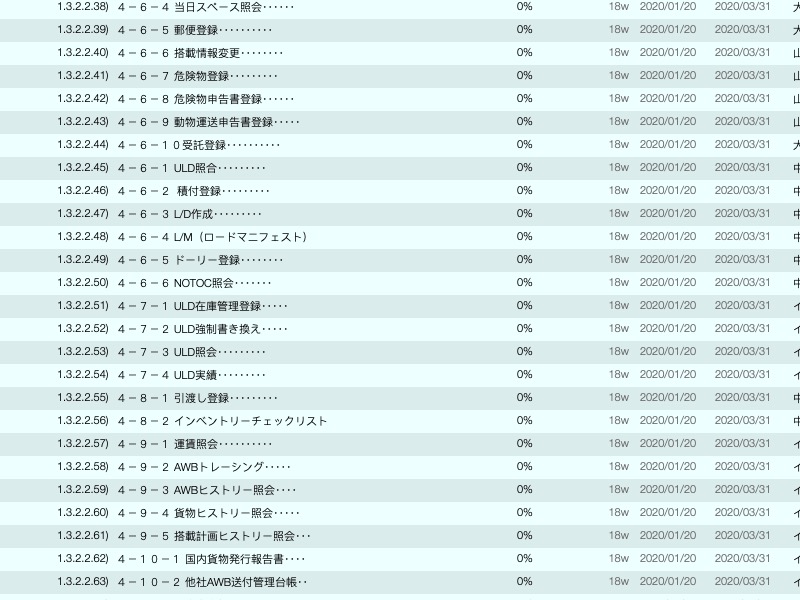 1.3.2.2.38) ４－６－４ 当日スペース照会······ 0% 18w 2020/01/20 2020/03/31 大
1.3.2.2.39) ４－６－５ 郵便登録·········· 0% 18w 2020/01/20 2020/03/31 大
1.3.2.2.40) ４－６－６ 搭載情報変更········ 0% 18w 2020/01/20 2020/03/31 山
1.3.2.2.41) ４－６－７ 危険物登録········· 0% 18w 2020/01/20 2020/03/31 山
1.3.2.2.42) ４－６－８ 危険物申告書登録······ 0% 18w 2020/01/20 2020/03/31 山
1.3.2.2.43) ４－６－９ 動物運送申告書登録····· 0% 18w 2020/01/20 2020/03/31 山
1.3.2.2.44) ４－６－１０受託登録·········· 0% 18w 2020/01/20 2020/03/31 大
1.3.2.2.45) ４－６－１ ULD照合········· 0% 18w 2020/01/20 2020/03/31 中
1.3.2.2.46) ４－６－２ 積付登録········· 0% 18w 2020/01/20 2020/03/31 中
1.3.2.2.47) ４－６－３ L/D作成········· 0% 18w 2020/01/20 2020/03/31 中
1.3.2.2.48) ４－６－４ L/M（ロードマニフェスト） 0% 18w 2020/01/20 2020/03/31 中
1.3.2.2.49) ４－６－５ ドーリー登録········ 0% 18w 2020/01/20 2020/03/31 中
1.3.2.2.50) ４－６－６ NOTOC照会······· 0% 18w 2020/01/20 2020/03/31 中
1.3.2.2.51) ４－７－１ ULD在庫管理登録····· 0% 18w 2020/01/20 2020/03/31 イ
1.3.2.2.52) ４－７－２ ULD強制書き換え····· 0% 18w 2020/01/20 2020/03/31 イ
1.3.2.2.53) ４－７－３ ULD照会········· 0% 18w 2020/01/20 2020/03/31 イ
1.3.2.2.54) ４－７－４ ULD実績········· 0% 18w 2020/01/20 2020/03/31 イ
1.3.2.2.55) ４－８－１ 引渡し登録········· 0% 18w 2020/01/20 2020/03/31 中
1.3.2.2.56) ４－８－２ インベントリーチェックリスト 0% 18w 2020/01/20 2020/03/31 中
1.3.2.2.57) ４－９－１ 運賃照会·········· 0% 18w 2020/01/20 2020/03/31 イ
1.3.2.2.58) ４－９－２ AWBトレーシング····· 0% 18w 2020/01/20 2020/03/31 イ
1.3.2.2.59) ４－９－３ AWBヒストリー照会···· 0% 18w 2020/01/20 2020/03/31 イ
1.3.2.2.60) ４－９－４ 貨物ヒストリー照会····· 0% 18w 2020/01/20 2020/03/31 イ
1.3.2.2.61) ４－９－５ 搭載計画ヒストリー照会··· 0% 18w 2020/01/20 2020/03/31 イ
1.3.2.2.62) ４－１０－１ 国内貨物発行報告書···· 0% 18w 2020/01/20 2020/03/31 イ
1.3.2.2.63) ４－１０－２ 他社AWB送付管理台帳·· 0% 18w 2020/01/20 2020/03/31 イ